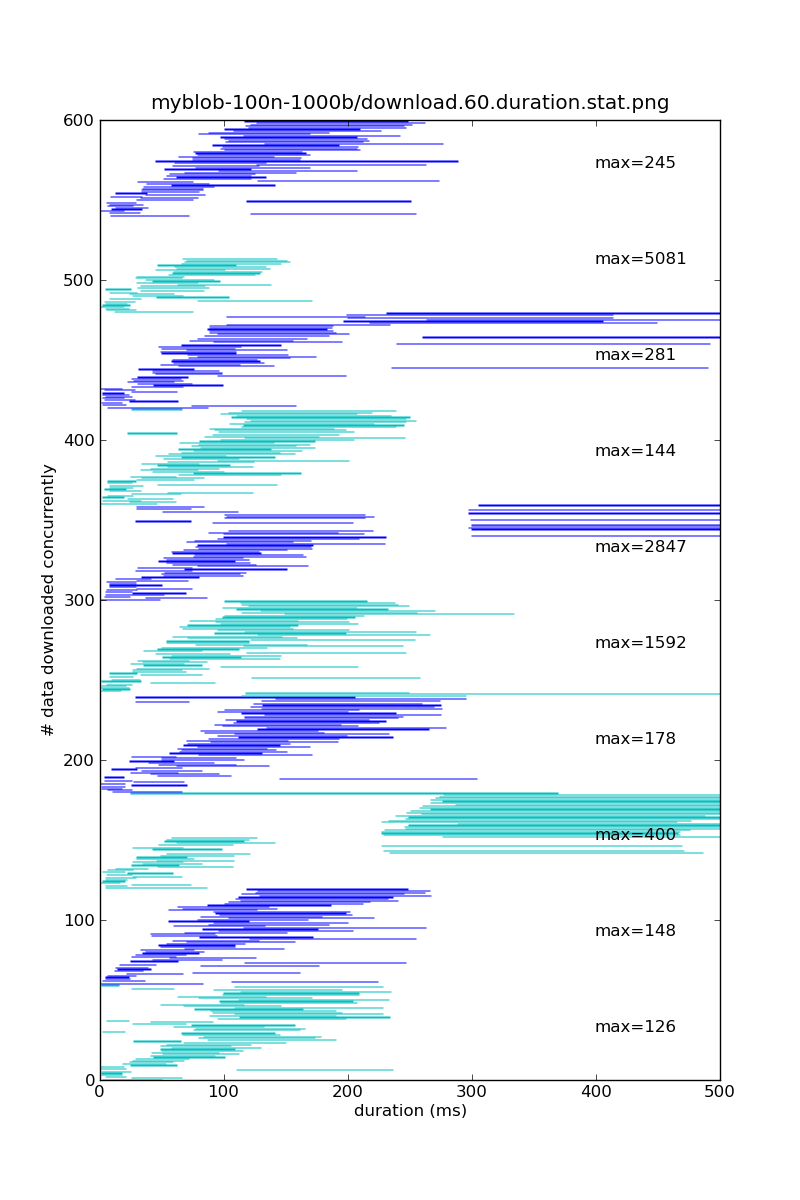 myblob-100n-1000b/download.60.duration.stat.png
600
max=245
max=5081
500
max=281
400
max=144
max=2847
300
max=1592
200
max=178
max=400
100
max=148
max=126
0
# data downloaded concurrently
0 100 200 300 400 500
duration (ms)